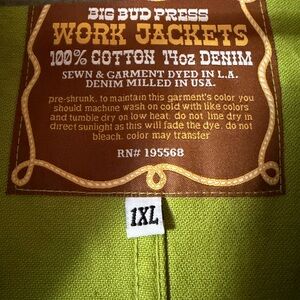 BIG BUD PRESS
WORK JACKETS
100% COTTON 14oz DENIM
SEWN & GARMENT DYED IN L.A.
DENIM MILLED IN USA.
pre-shrunk. to maintain this garment's color you
should machine wash on cold with like colors
and tumble dry on low heat. do not line dry in
direct sunlight as this will fade the dye. do not
bleach. color may transfer
RN# 195568
1XL